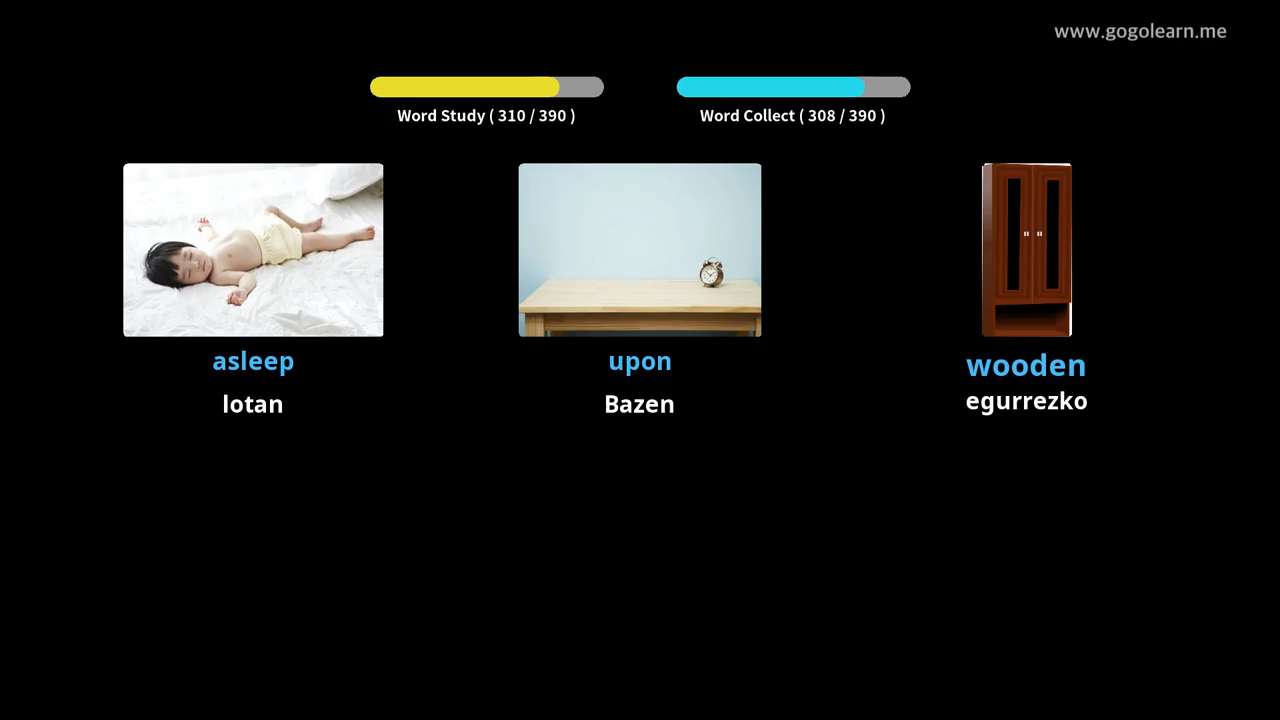 www.gogolearn.me
Word Study ( 310 / 390 )
Word Collect ( 308 / 390 )
asleep
lotan
upon
Bazen
wooden
egurrezko